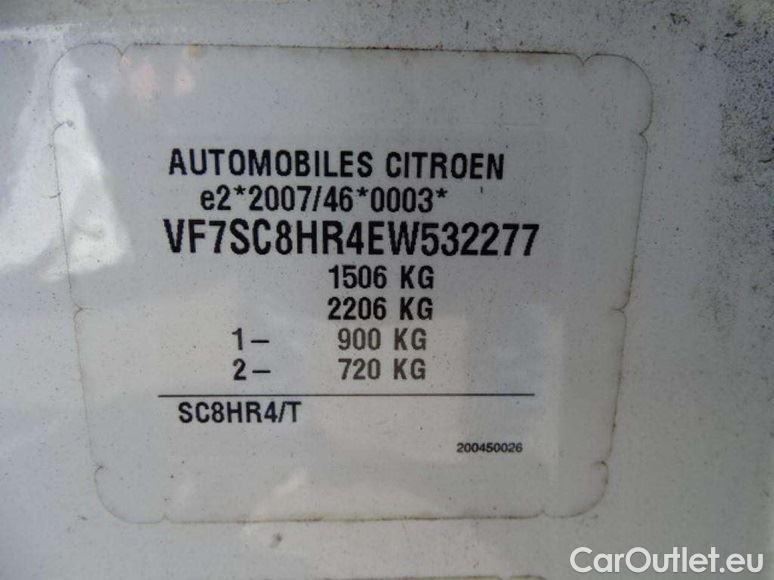 AUTOMOBILES CITROEN
e2*2007/46*0003*
VF7SC8HR4EW532277
1506 KG
2206 KG
1– 900 KG
2– 720 KG
SC8HR4/T
200450026
CarOutlet.eu